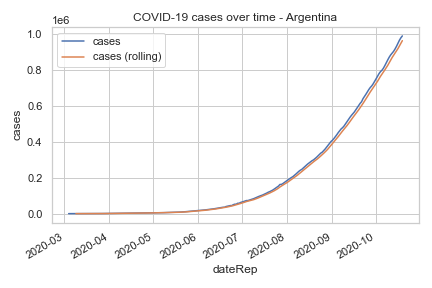 COVID-19 cases over time - Argentina
1e6
cases
cases (rolling)
1.0
0.8
0.6
0.4
0.2
0.0
cases
2020-03
2020-04
2020-05
2020-06
2020-07
2020-08
2020-09
2020-10
dateRep